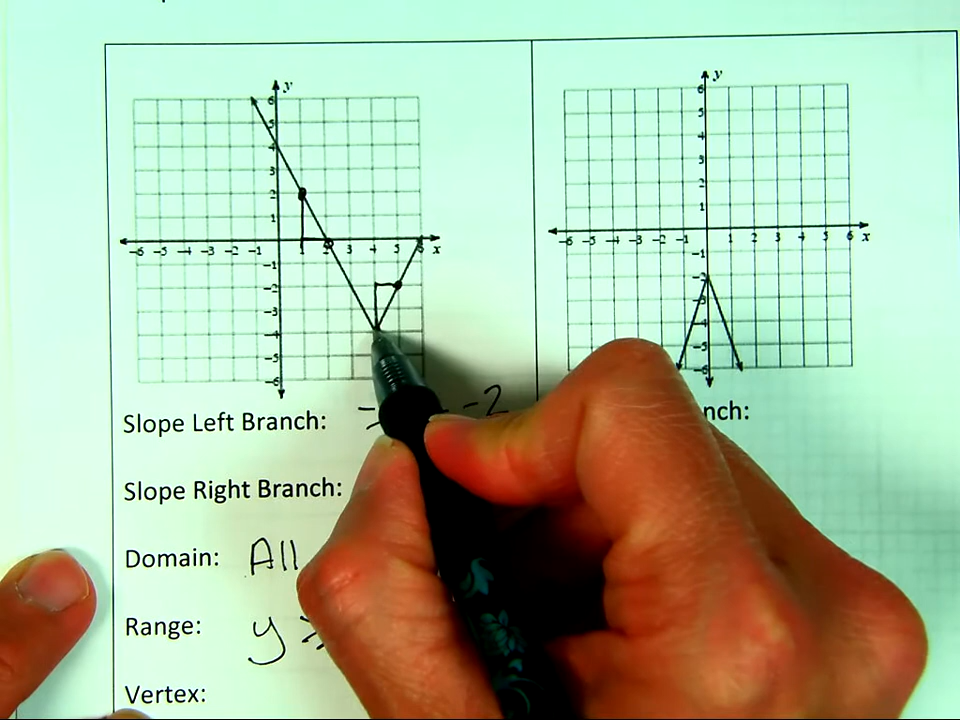 y
6
5
4
3
2
1
-6 -5 -4 -3 -2 -1 2 3 4 5 6 x
-1
-2
-3
-4
-5
-6
y
6
5
4
3
2
1
-6 -5 -4 -3 -2 -1 1 2 3 4 5 6 x
-1
-2
-3
-4
-5
Slope Left Branch: -2
nch:
Slope Right Branch:
Domain: All
Range: y ≥
Vertex: